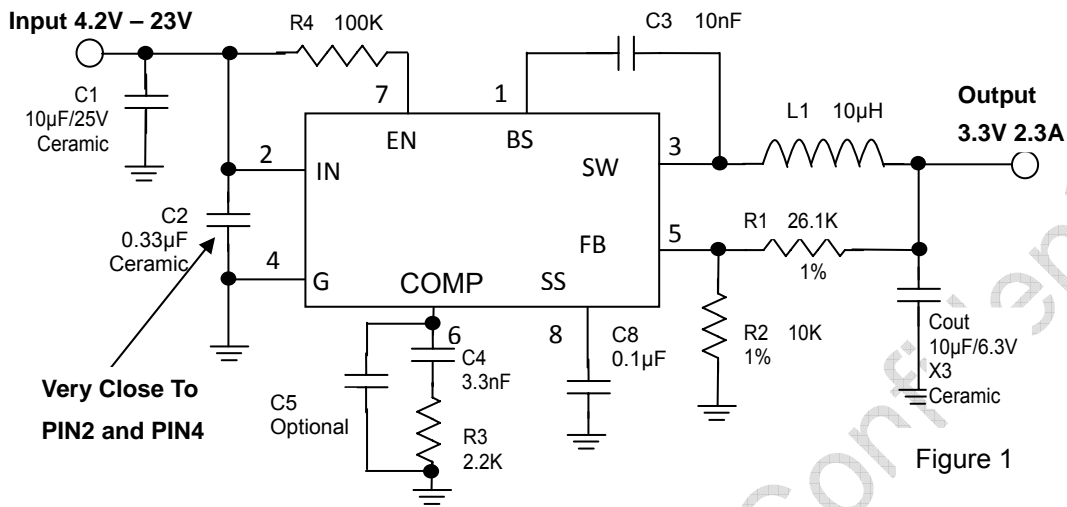 Input 4.2V – 23V
R4 100K
C3 10nF
C1
10µF/25V
Ceramic
7
1
EN
BS
Output
3.3V 2.3A
L1 10µH
2
IN
SW
3
C2
0.33µF
Ceramic
R1 26.1K
1%
FB
5
4
G
COMP
SS
6
8
C4
3.3nF
C8
0.1µF
R2 10K
1%
Cout
10µF/6.3V
X3
Ceramic
Very Close To
PIN2 and PIN4
C5
Optional
R3
2.2K
Figure 1